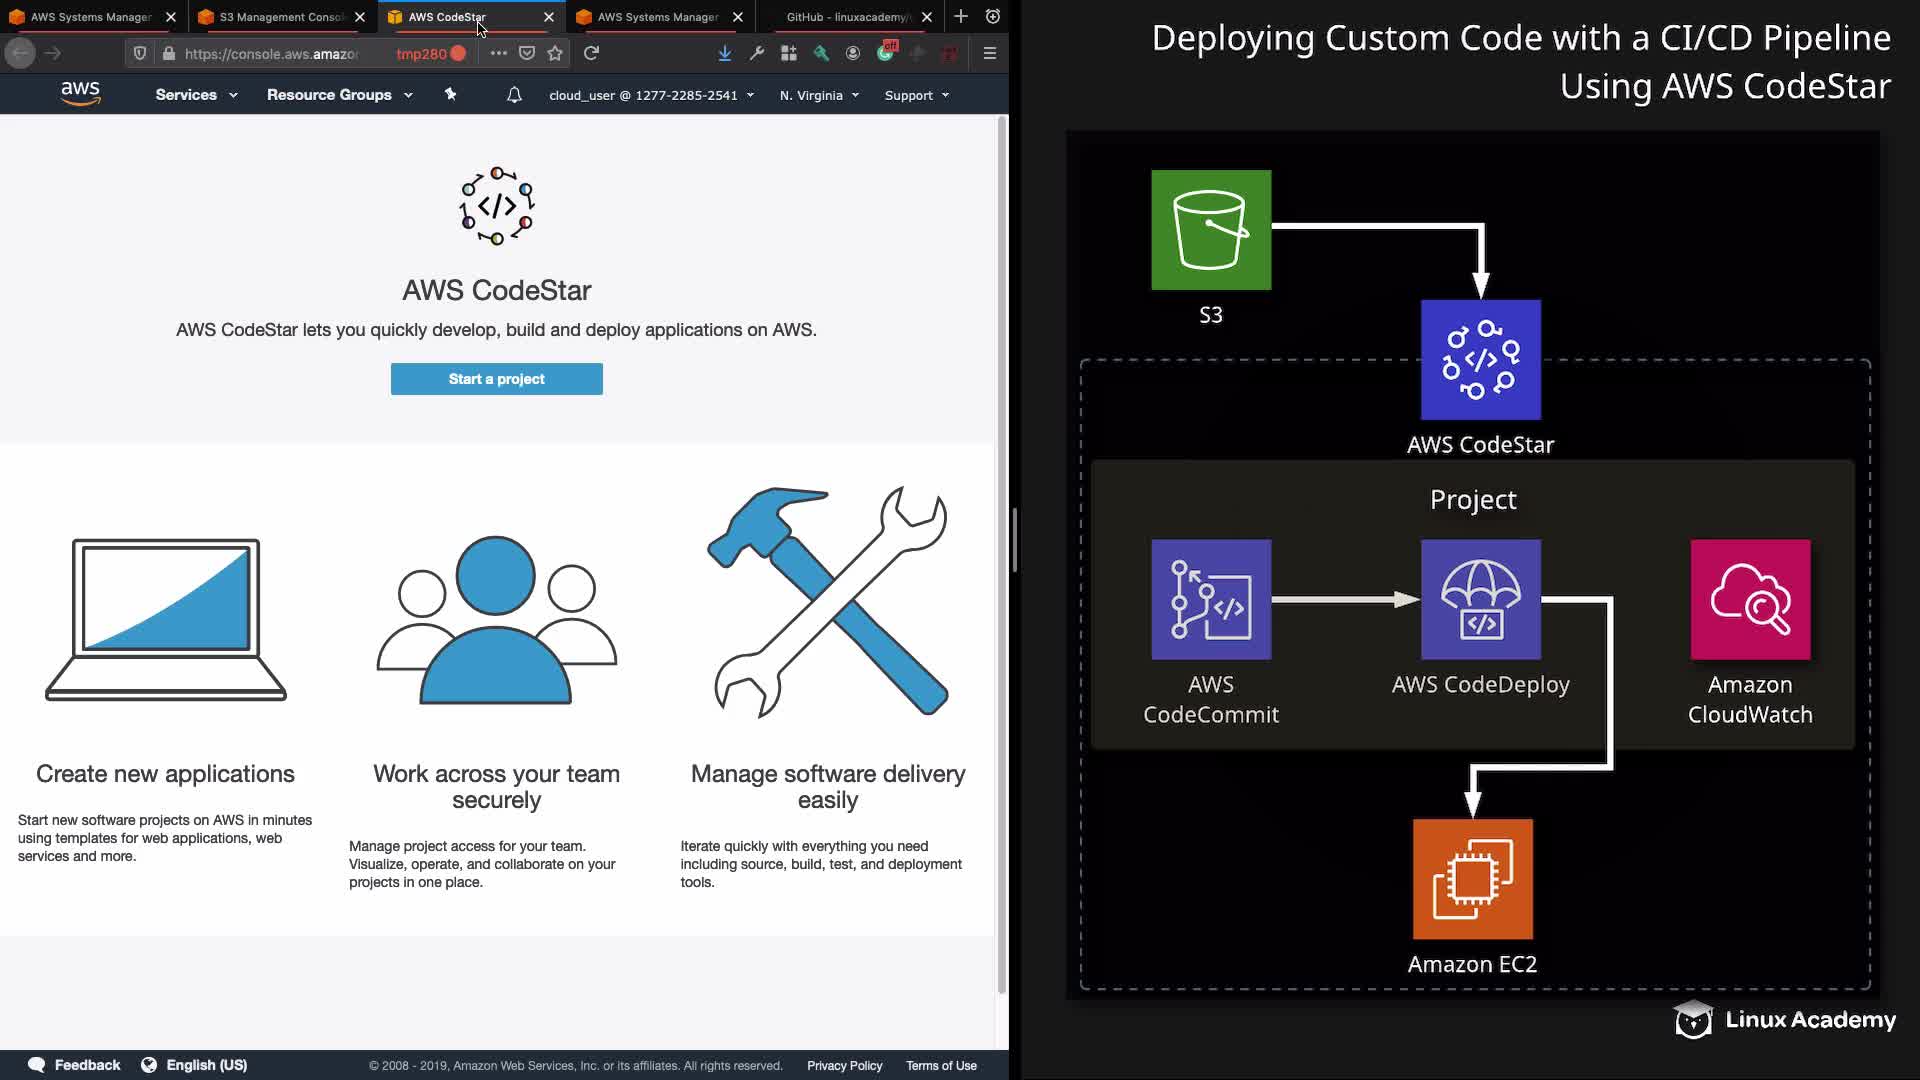 AWS Systems Manager
S3 Management Consol
AWS CodeStar
AWS Systems Manager
GitHub - linuxacademy/
https://console.aws.amazo
tmp280
off
aws
Services
Resource Groups
cloud_user @ 1277-2285-2541
N. Virginia
Support
AWS CodeStar
AWS CodeStar lets you quickly develop, build and deploy applications on AWS.
Start a project
Create new applications
Start new software projects on AWS in minutes
using templates for web applications, web
services and more.
Work across your team
securely
Manage project access for your team.
Visualize, operate, and collaborate on your
projects in one place.
Manage software delivery
easily
Iterate quickly with everything you need
including source, build, test, and deployment
tools.
Feedback
English (US)
© 2008 - 2019, Amazon Web Services, Inc. or its affiliates. All rights reserved.
Privacy Policy
Terms of Use
Deploying Custom Code with a CI/CD Pipeline
Using AWS CodeStar
S3
AWS CodeStar
Project
AWS
CodeCommit
AWS CodeDeploy
Amazon
CloudWatch
Amazon EC2
Linux Academy